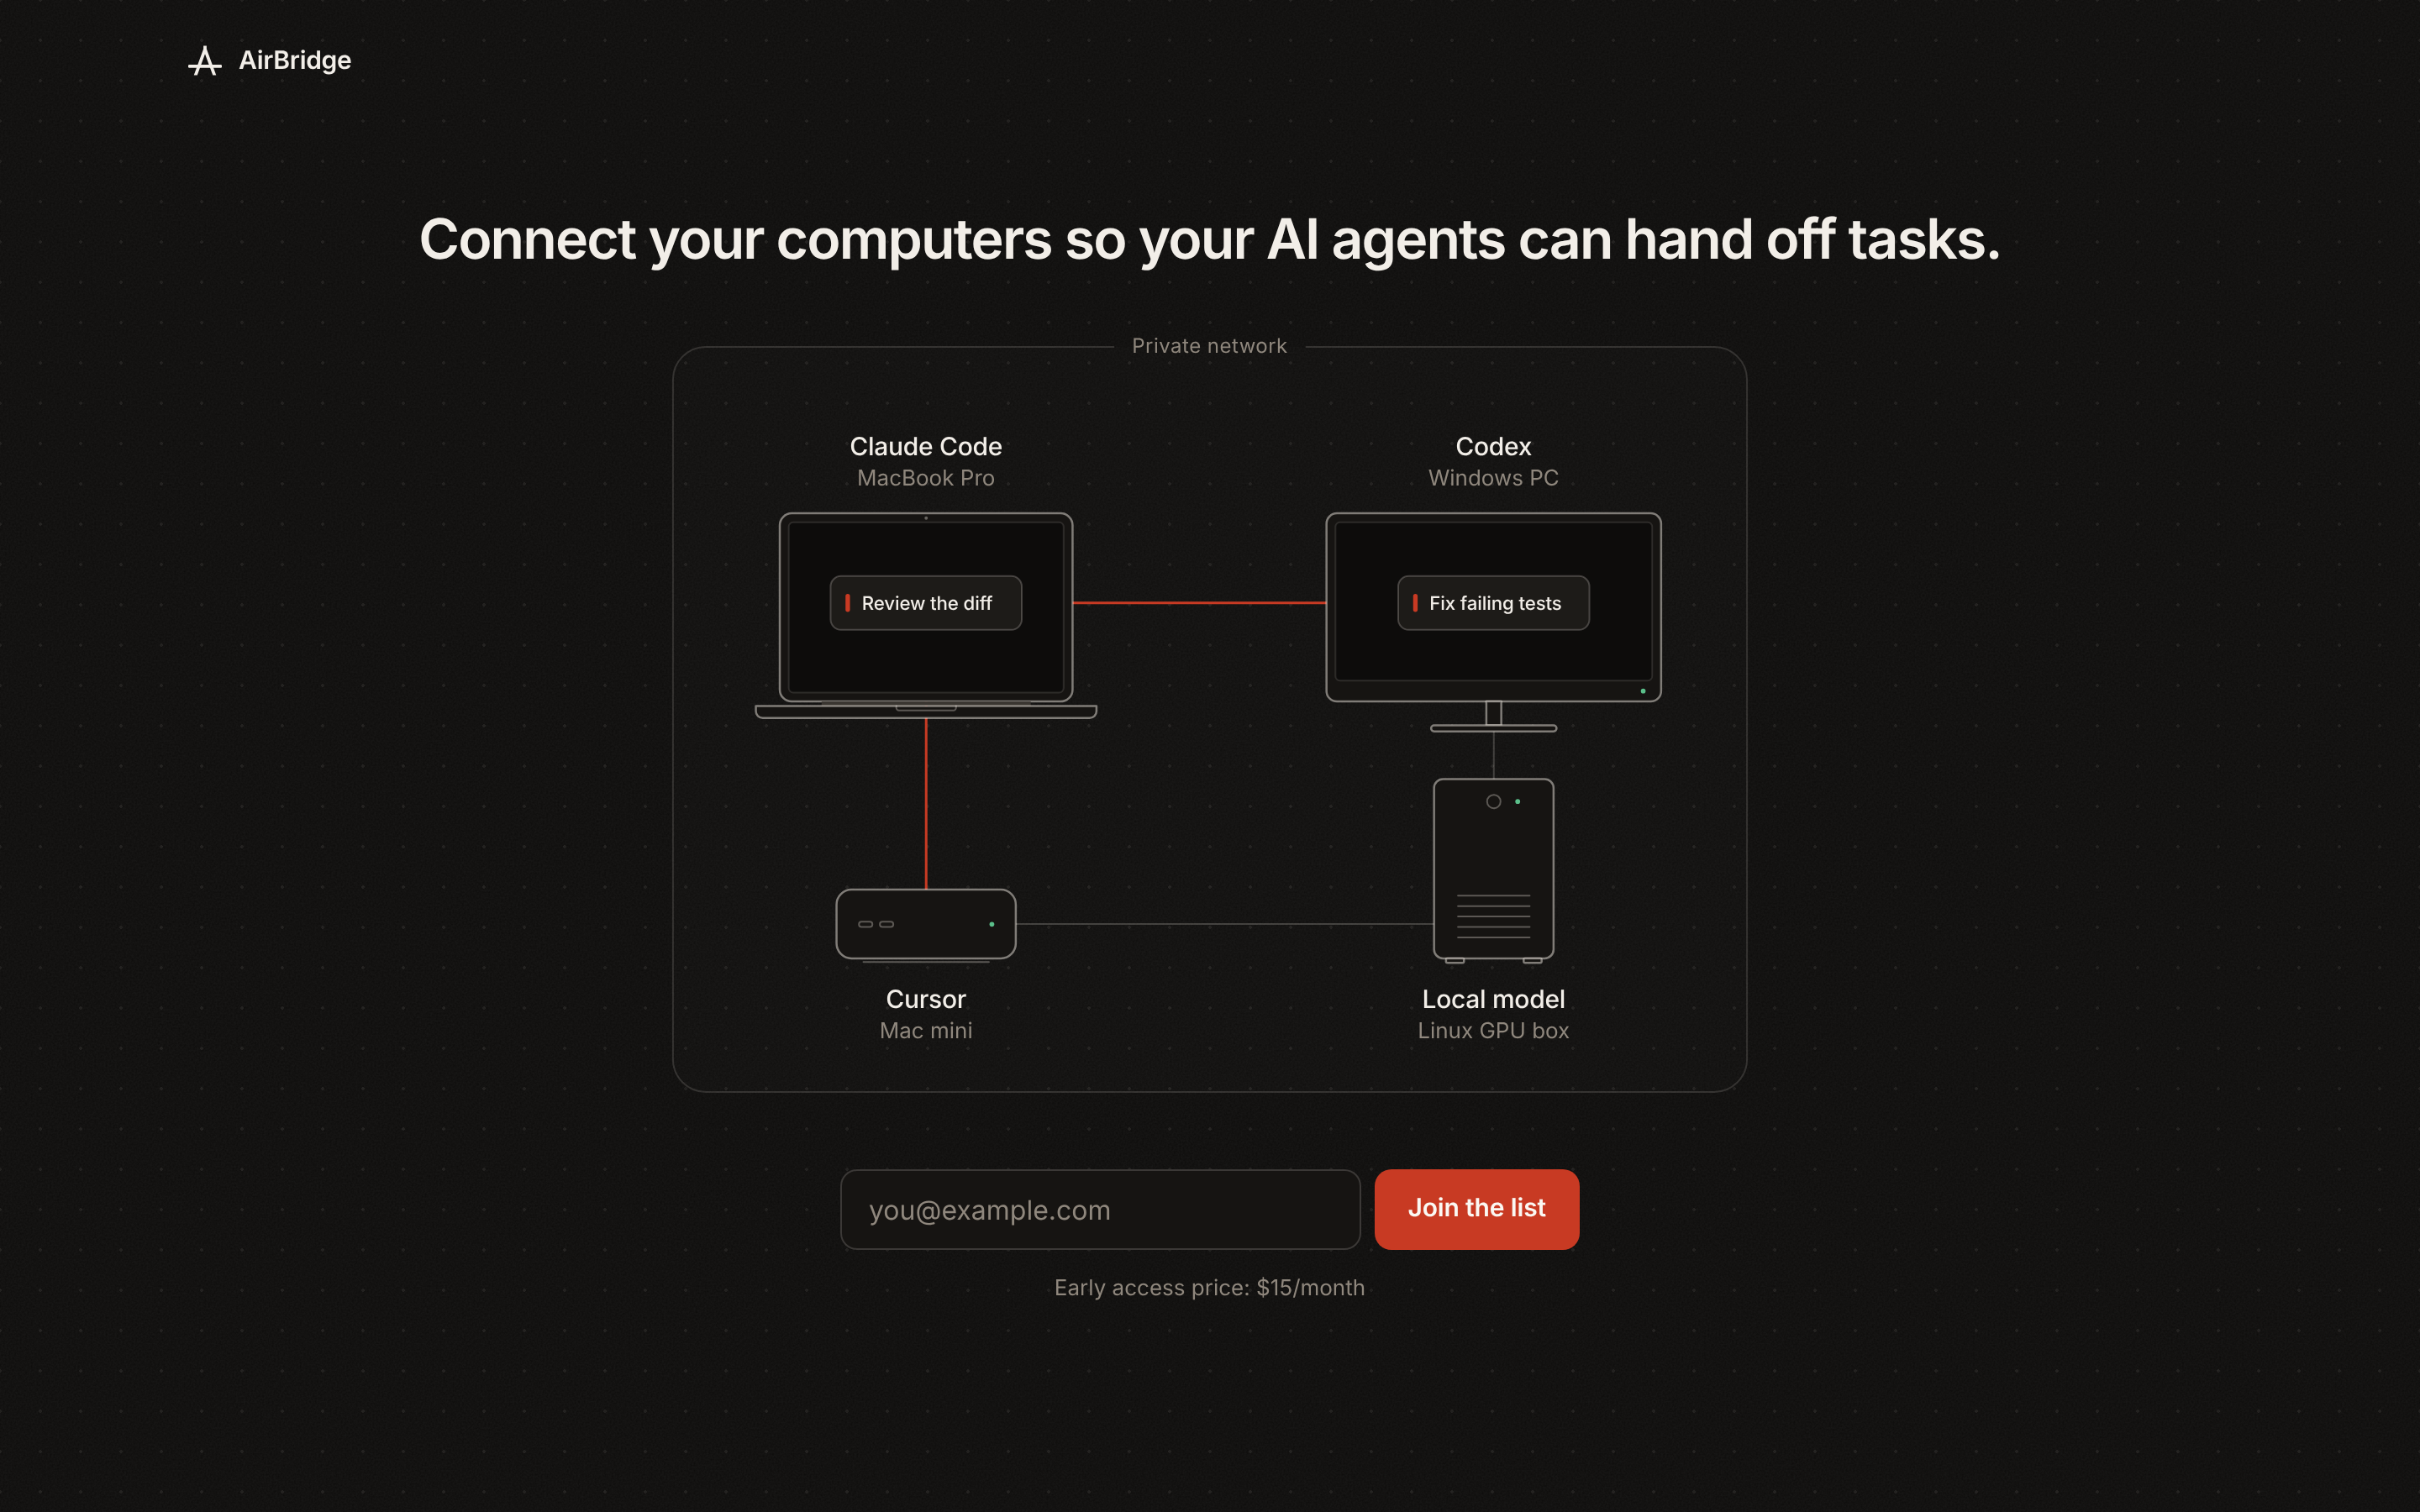 AirBridge
Connect your computers so your AI agents can hand off tasks.
Private network
Claude Code
MacBook Pro
Codex
Windows PC
Review the diff
Fix failing tests
Cursor
Mac mini
Local model
Linux GPU box
you@example.com
Join the list
Early access price: $15/month